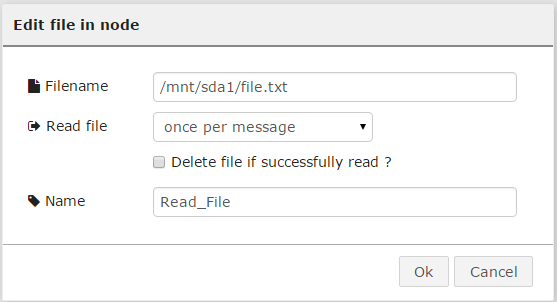 Edit file in node
Filename /mnt/sda1/file.txt
Read file once per message
Delete file if successfully read ?
Name Read_File
Ok Cancel